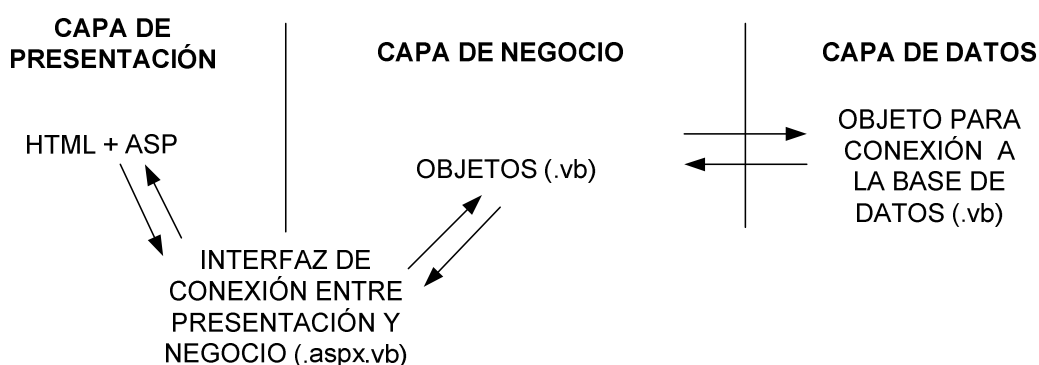 CAPA DE
PRESENTACIÓN
CAPA DE NEGOCIO
CAPA DE DATOS
HTML + ASP
OBJETOS (.vb)
OBJETO PARA
CONEXIÓN A
LA BASE DE
DATOS (.vb)
INTERFAZ DE
CONEXIÓN ENTRE
PRESENTACIÓN Y
NEGOCIO (.aspx.vb)